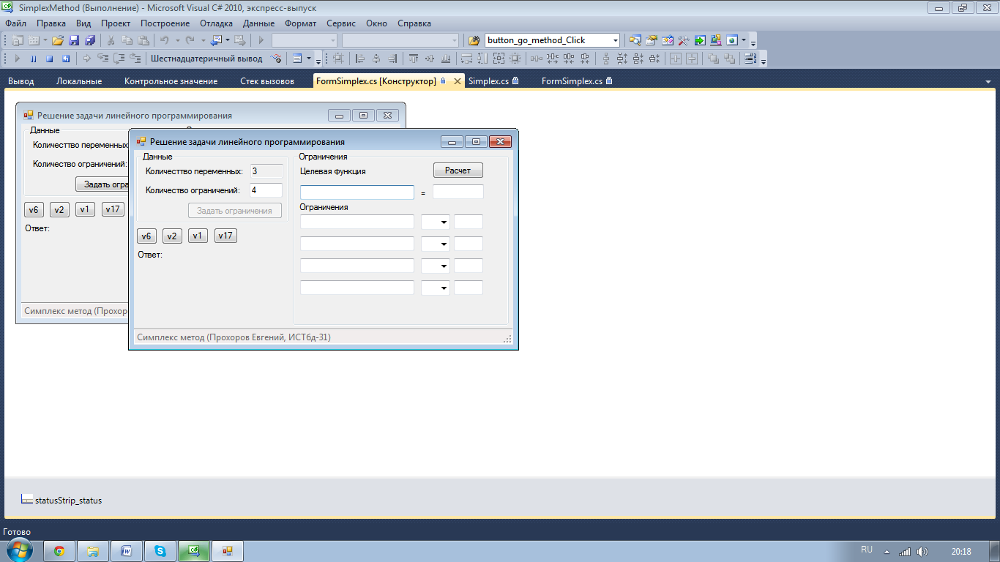 SimplexMethod (Выполнение) - Microsoft Visual C# 2010, экспресс-выпуск
Файл Правка Вид Проект Построение Отладка Данные Формат Сервис Окно Справка
button_go_method_Click
Шестнадцатеричный вывод
Вывод Локальные Контрольное значение Стек вызовов FormSimplex.cs [Конструктор] Simplex.cs FormSimplex.cs
Решение задачи линейного программирования
Данные
Количесттво переменных
Количество ограничений:
Задать огра
v6 v2 v1 v17
Ответ:
Симплекс метод (Прохор
Решение задачи линейного программирования
Данные
Количесттво переменных: 3
Количество ограничений: 4
Задать ограничения
v6 v2 v1 v17
Ответ:
Ограничения
Целевая функция Расчет
=
Ограничения
Симплекс метод (Прохоров Евгений, ИСТбд-31)
statusStrip_status
Готово
RU 20:18